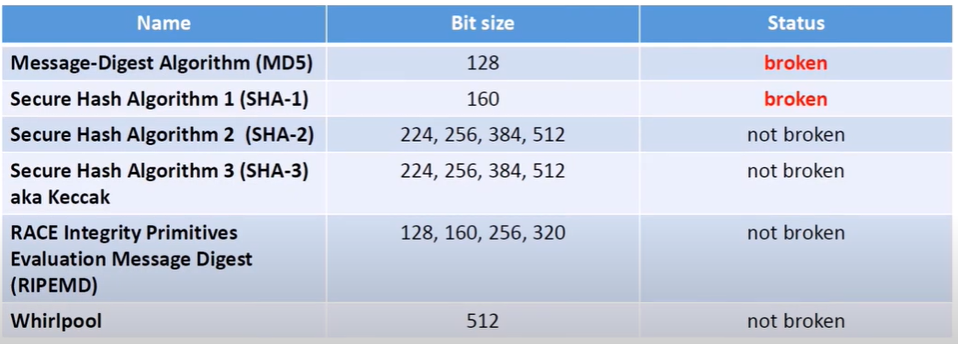 Name Bit size Status
Message-Digest Algorithm (MD5) 128 broken
Secure Hash Algorithm 1 (SHA-1) 160 broken
Secure Hash Algorithm 2 (SHA-2) 224, 256, 384, 512 not broken
Secure Hash Algorithm 3 (SHA-3) 224, 256, 384, 512 not broken
aka Keccak
RACE Integrity Primitives 128, 160, 256, 320 not broken
Evaluation Message Digest
(RIPEMD)
Whirlpool 512 not broken